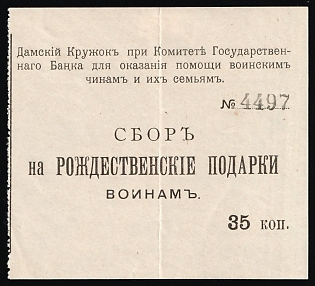 Дамскій Кружокъ при Комитетѣ Государствен-
наго Банка для оказанія помощи воинскимъ
чинамъ и ихъ семьямъ.
№ 4497
СБОРЪ
на РОЖДЕСТВЕНСКІЕ ПОДАРКИ
ВОИНАМЪ.
35 коп.